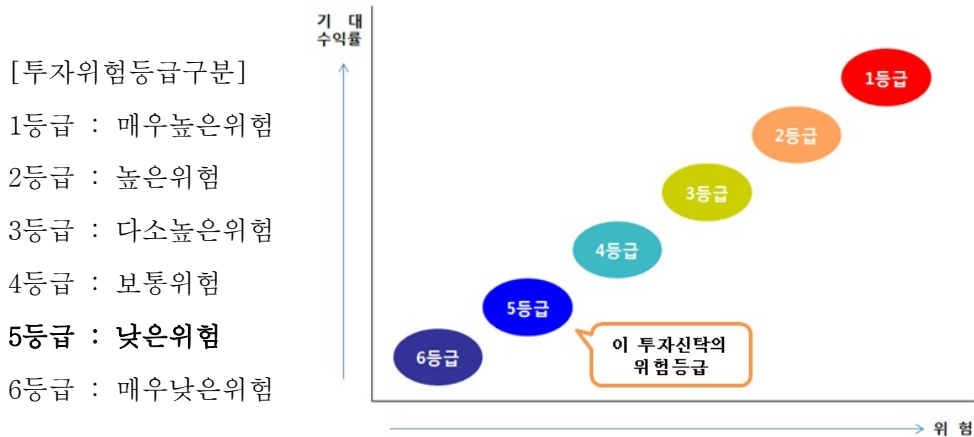 [투자위험등급구분]
1등급 : 매우높은위험
2등급 : 높은위험
3등급 : 다소높은위험
4등급 : 보통위험
5등급 : 낮은위험
6등급 : 매우낮은위험
기 대
수익률
1등급
2등급
3등급
4등급
5등급
6등급
이 투자신탁의
위험등급
위 험